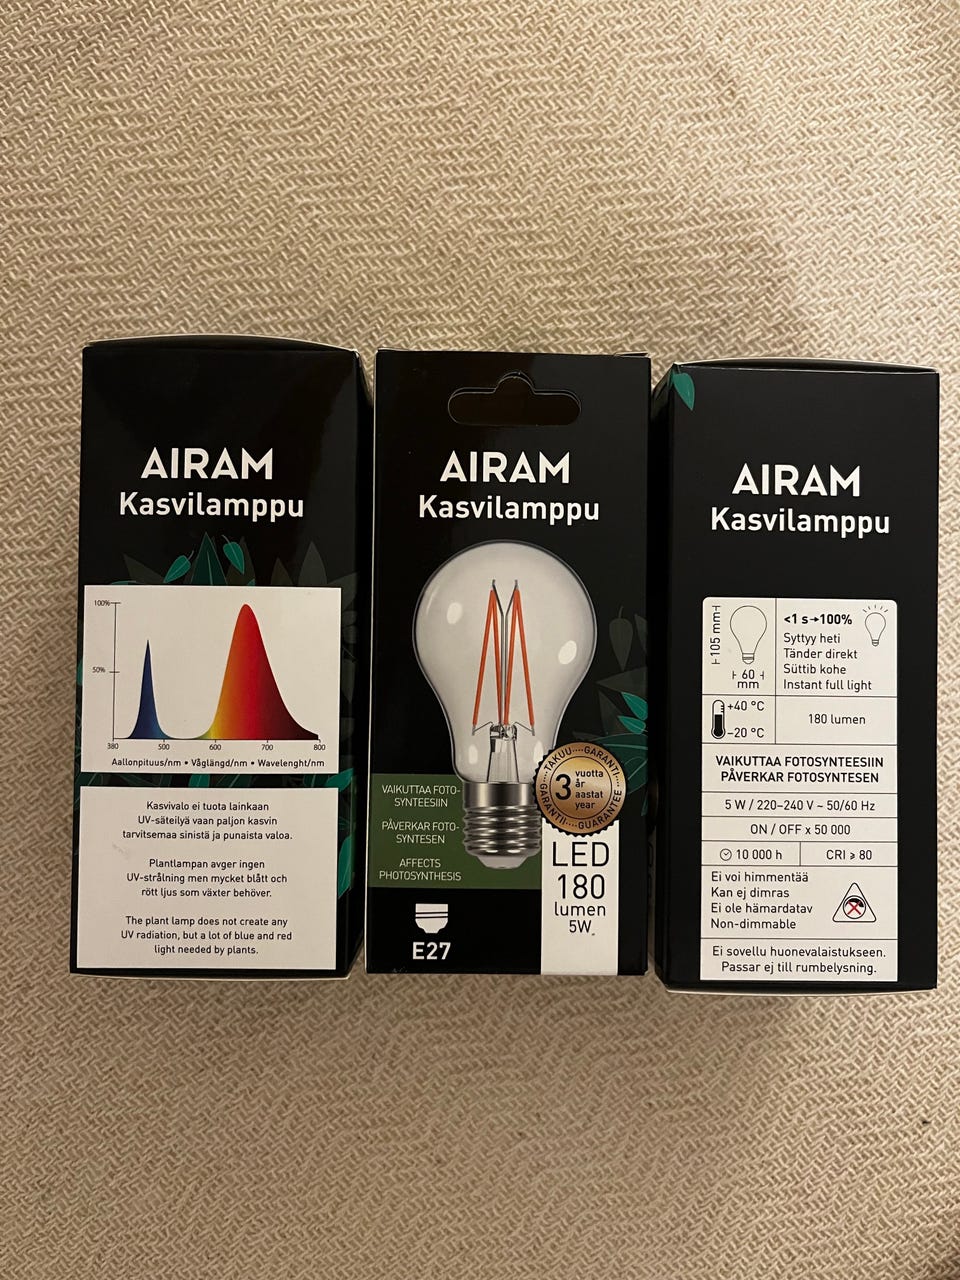 AIRAM
Kasvilamppu
100%
50%
380 500 600 700 800
Aallonpituus/nm • Våglängd/nm • Wavelenght/nm
Kasvivalo ei tuota lainkaan
UV-säteilyä vaan paljon kasvin
tarvitsemaa sinistä ja punaista valoa.
Plantlampan avger ingen
UV-strålning men mycket blått och
rött ljus som växter behöver.
The plant lamp does not create any
UV radiation, but a lot of blue and red
light needed by plants.
AIRAM
Kasvilamppu
VAIKUTTAA FOTO-
SYNTEESIIN
PÅVERKAR FOTO-
SYNTESEN
AFFECTS
PHOTOSYNTHESIS
E27
TAKUU
GARANTI
GARANTII
GUARANTEE
3
vuotta
år
aastat
year
LED
180
lumen
5W
AIRAM
Kasvilamppu
105 mm
60
mm
<1 s→100%
Syttyy heti
Tänder direkt
Süttib kohe
Instant full light
+40 °C
−20 °C
180 lumen
VAIKUTTAA FOTOSYNTEESIIN
PÅVERKAR FOTOSYNTESEN
5 W / 220–240 V ~ 50/60 Hz
ON / OFF x 50 000
10 000 h
CRI ≥ 80
Ei voi himmentää
Kan ej dimras
Ei ole hämardatav
Non-dimmable
Ei sovellu huonevalaistukseen.
Passar ej till rumbelysning.